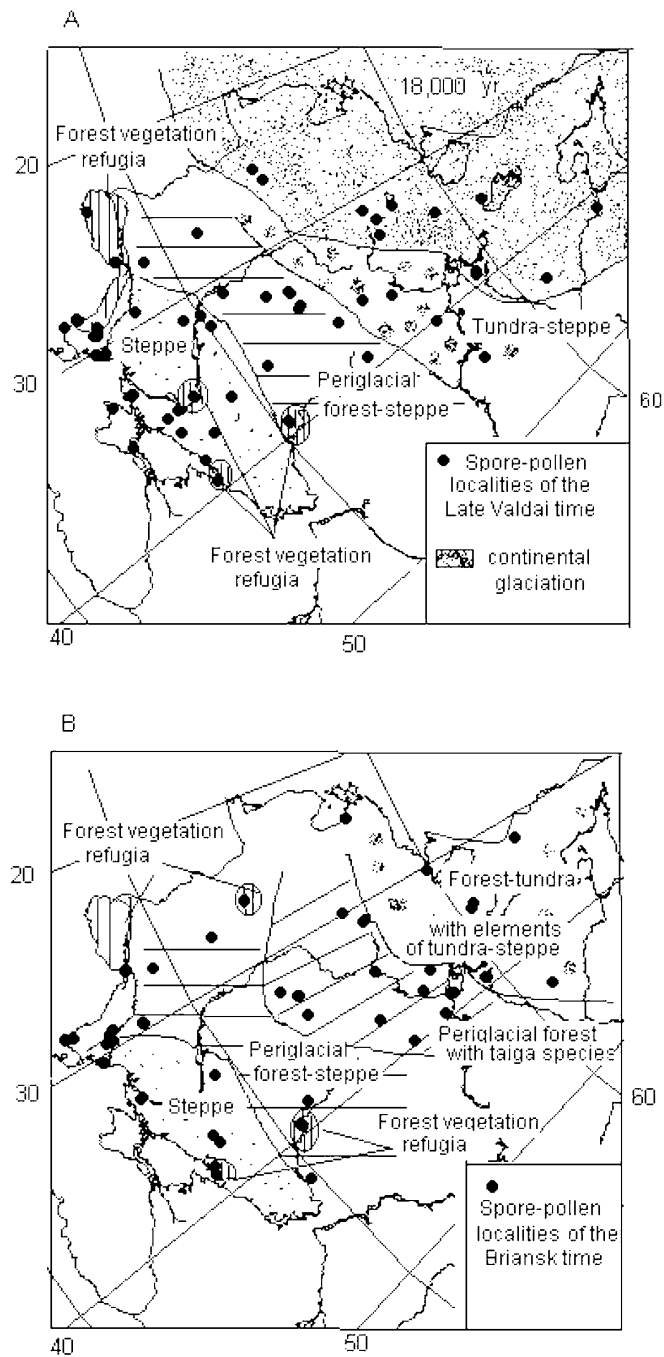 A
18,000 yr
Forest vegetation
refugia
20
Tundra-steppe
Steppe
30
Periglacial
forest-steppe
60
Spore-pollen
localities of the
Late Valdai time
continental
glaciation
Forest vegetation
refugia
40
50
B
Forest vegetation
refugia
20
Forest-tundra
with elements
of tundra-steppe
Periglacial forest
with taiga species
Periglacial
forest-steppe
30
60
Steppe
Forest vegetation
refugia
Spore-pollen
localities of the
Briansk time
40
50